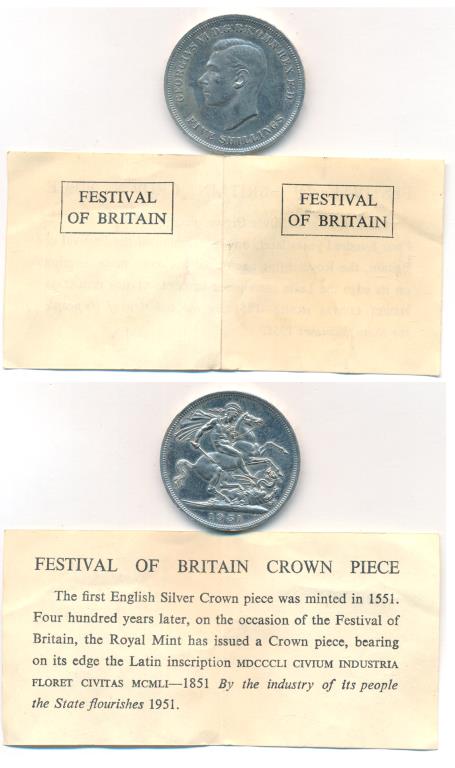 GEORGIVS VI D:G:BR:OMN:REX F:D:
FIVE SHILLINGS
FESTIVAL
OF BRITAIN
FESTIVAL
OF BRITAIN
1951
FESTIVAL OF BRITAIN CROWN PIECE
The first English Silver Crown piece was minted in 1551.
Four hundred years later, on the occasion of the Festival of
Britain, the Royal Mint has issued a Crown piece, bearing
on its edge the Latin inscription MDCCCLI CIVIUM INDUSTRIA
FLORET CIVITAS MCMLI—1851 By the industry of its people
the State flourishes 1951.